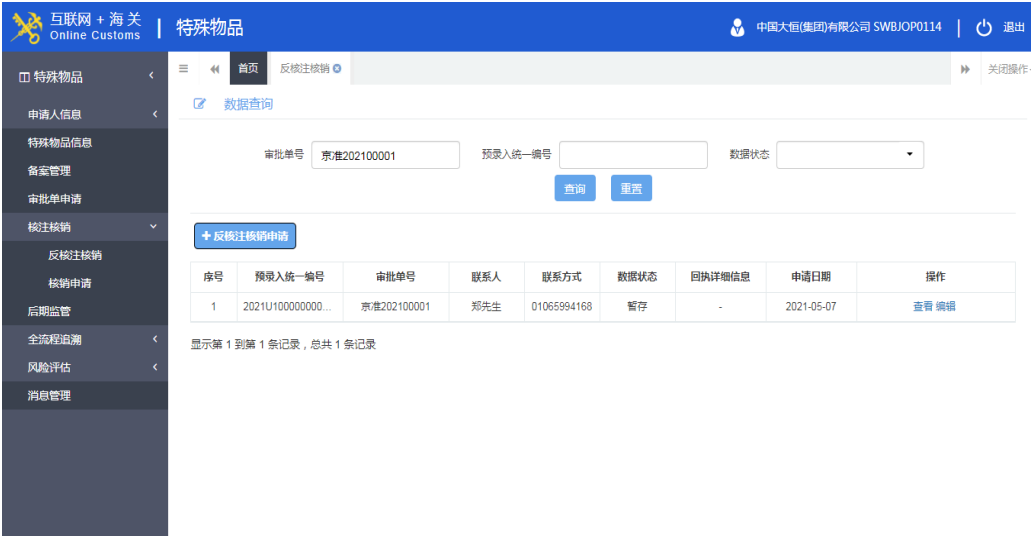 互联网 + 海关
Online Customs
特殊物品
中国大恒(集团)有限公司 SWBJOP0114
退出
特殊物品
申请人信息
特殊物品信息
备案管理
审批单申请
核注核销
反核注核销
核销申请
后期监管
全流程追溯
风险评估
消息管理
首页
反核注核销
关闭操作
数据查询
审批单号 京准202100001 预录入统一编号 数据状态
查询 重置
+ 反核注核销申请
序号 预录入统一编号 审批单号 联系人 联系方式 数据状态 回执详细信息 申请日期 操作
1 2021U100000000... 京准202100001 郑先生 01065994168 暂存 - 2021-05-07 查看 编辑
显示第 1 到第 1 条记录，总共 1 条记录